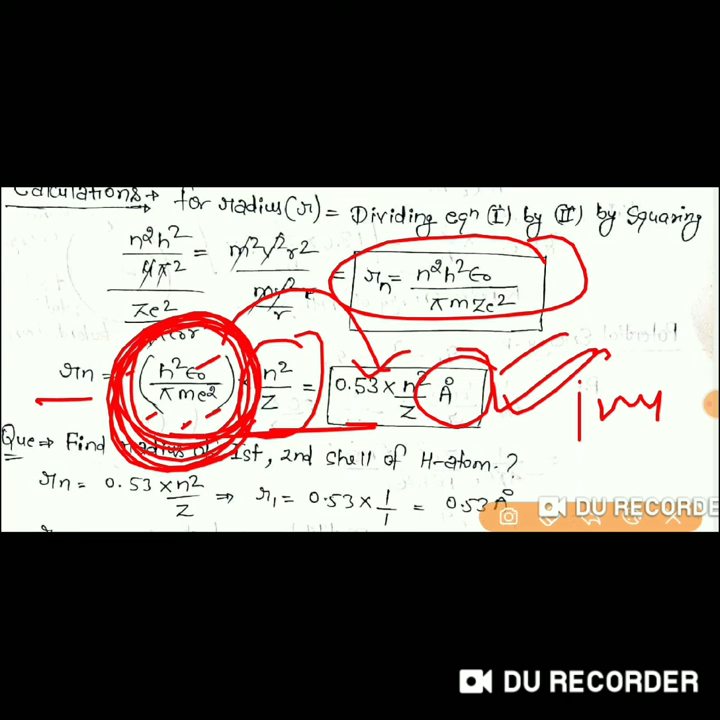 Calculations → for radius(r) = Dividing eqn (I) by (II) by Squaring
n²h² / 4π² / Ze² = m²v²r² / mv² / r = rn = n²h²ε0 / πmZe²
rn = (h²ε0 / πme²) n² / Z = 0.53 × n² / Z Å
Que ⇒ Find radius of 1st, 2nd shell of H-atom.?
rn = 0.53 × n² / Z ⇒ r1 = 0.53 × 1 / 1 = 0.53 Å
DU RECORDE
DU RECORDER